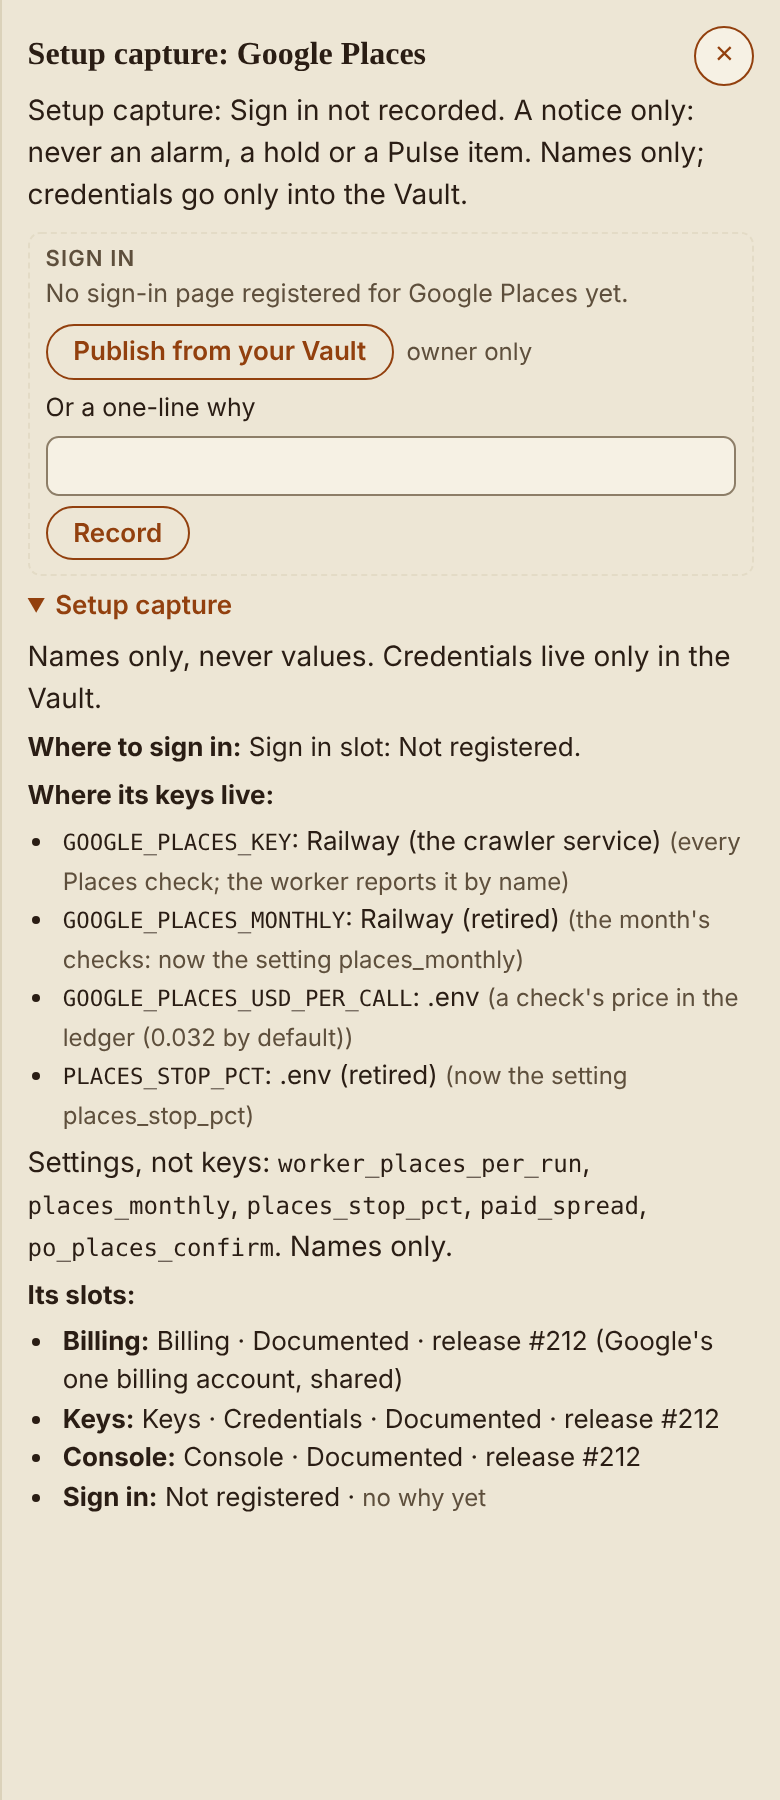 Setup capture: Google Places
✕
Setup capture: Sign in not recorded. A notice only:
never an alarm, a hold or a Pulse item. Names only;
credentials go only into the Vault.
SIGN IN
No sign-in page registered for Google Places yet.
Publish from your Vault owner only
Or a one-line why
Record
▼ Setup capture
Names only, never values. Credentials live only in the
Vault.
Where to sign in: Sign in slot: Not registered.
Where its keys live:
• GOOGLE_PLACES_KEY: Railway (the crawler service) (every
Places check; the worker reports it by name)
• GOOGLE_PLACES_MONTHLY: Railway (retired) (the month's
checks: now the setting places_monthly)
• GOOGLE_PLACES_USD_PER_CALL: .env (a check's price in the
ledger (0.032 by default))
• PLACES_STOP_PCT: .env (retired) (now the setting
places_stop_pct)
Settings, not keys: worker_places_per_run,
places_monthly, places_stop_pct, paid_spread,
po_places_confirm. Names only.
Its slots:
• Billing: Billing · Documented · release #212 (Google's
one billing account, shared)
• Keys: Keys · Credentials · Documented · release #212
• Console: Console · Documented · release #212
• Sign in: Not registered · no why yet